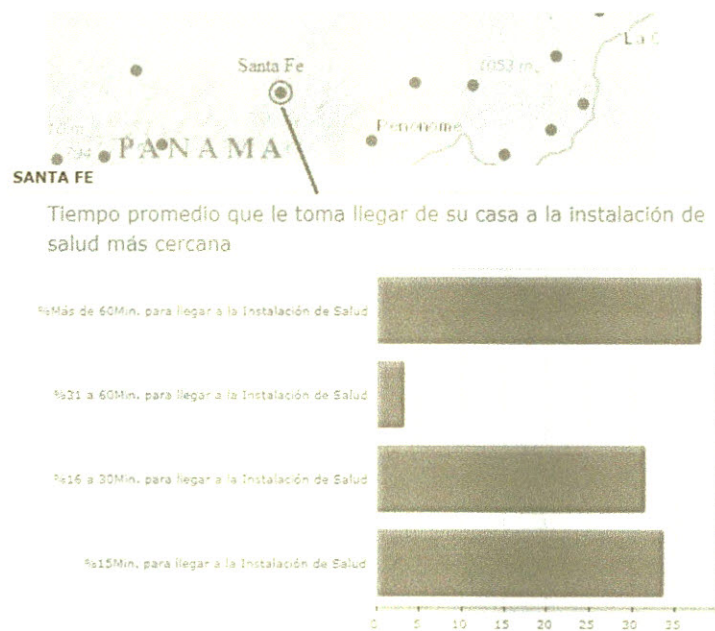 Santa Fe
1053 m.
Penonome
PANAMA
SANTA FE
Tiempo promedio que le toma llegar de su casa a la instalación de
salud más cercana
%Más de 60Min. para llegar a la Instalación de Salud
%31 a 60Min. para llegar a la Instalación de Salud
%16 a 30Min. para llegar a la Instalación de Salud
%15Min. para llegar a la Instalación de Salud
0 5 10 15 20 25 30 35